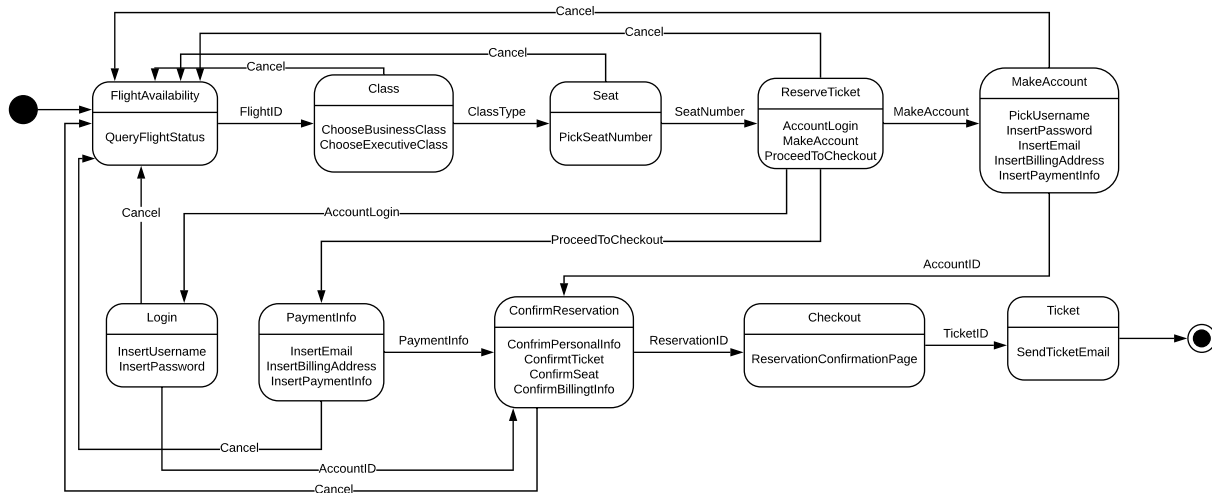 Cancel
Cancel
Cancel
Cancel
FlightAvailability
QueryFlightStatus
FlightID
Class
ChooseBusinessClass
ChooseExecutiveClass
ClassType
Seat
PickSeatNumber
SeatNumber
ReserveTicket
AccountLogin
MakeAccount
ProceedToCheckout
MakeAccount
MakeAccount
PickUsername
InsertPassword
InsertEmail
InsertBillingAddress
InsertPaymentInfo
Cancel
AccountLogin
ProceedToCheckout
AccountID
Login
InsertUsername
InsertPassword
PaymentInfo
InsertEmail
InsertBillingAddress
InsertPaymentInfo
PaymentInfo
ConfirmReservation
ConfrimPersonalInfo
ConfirmtTicket
ConfirmSeat
ConfirmBillingtInfo
ReservationID
Checkout
ReservationConfirmationPage
TicketID
Ticket
SendTicketEmail
Cancel
AccountID
Cancel